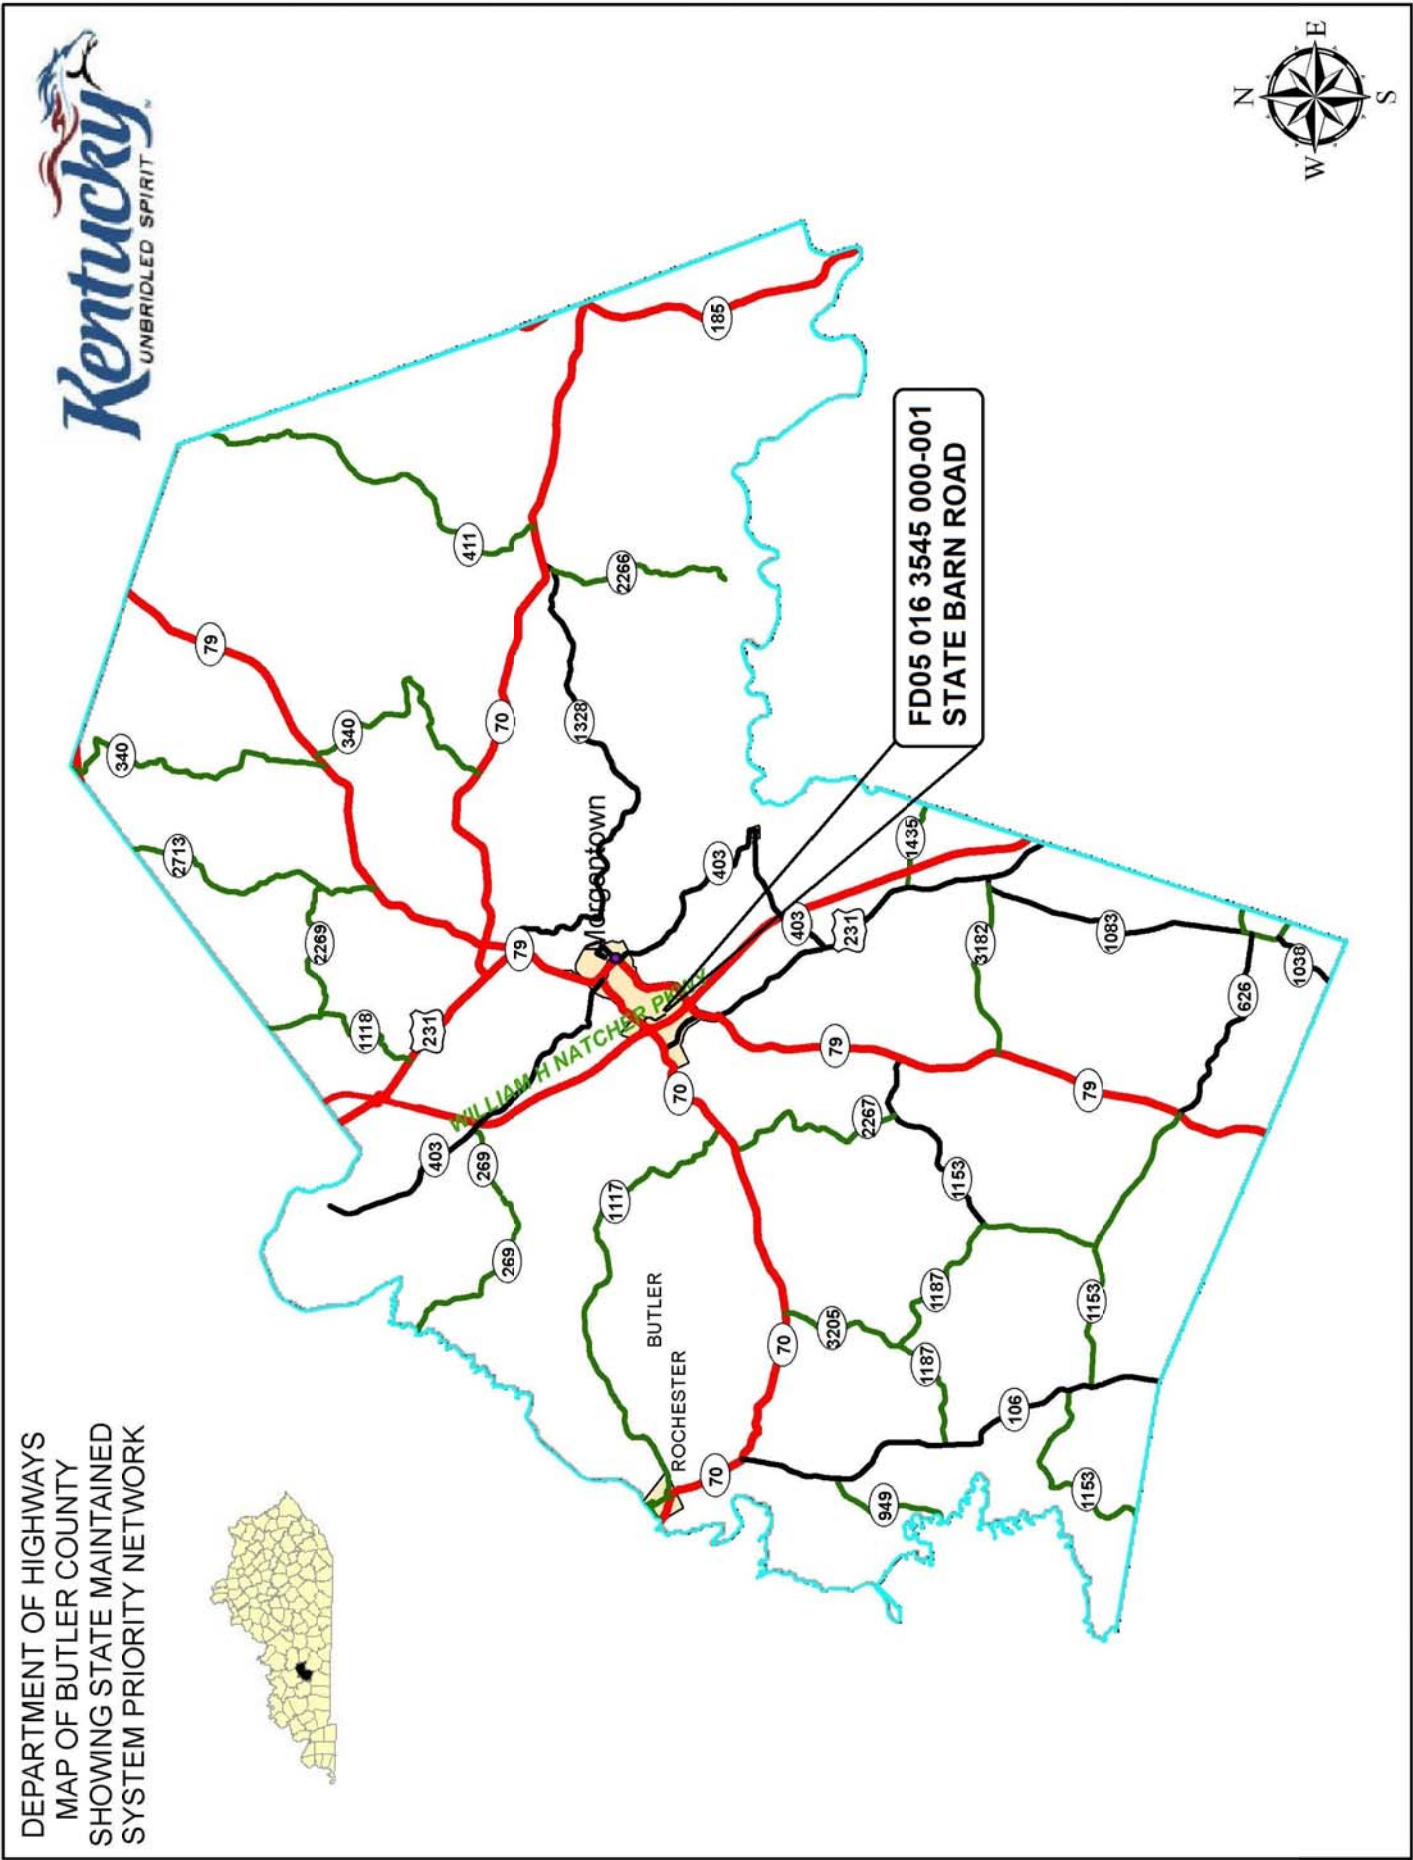 DEPARTMENT OF HIGHWAYS
MAP OF BUTLER COUNTY
SHOWING STATE MAINTAINED
SYSTEM PRIORITY NETWORK
Kentucky
UNBRIDLED SPIRIT
N
E
S
W
340
2713
2269
1118
231
79
340
411
79
70
1328
2266
185
403
269
269
WILLIAM H NATCHER PKWY
Morgantown
403
403
231
1435
FD05 016 3545 000-001
STATE BARN ROAD
70
1117
BUTLER
ROCHESTER
70
70
3205
2267
79
3182
1083
1038
626
79
1153
1187
1187
1153
106
949
1153